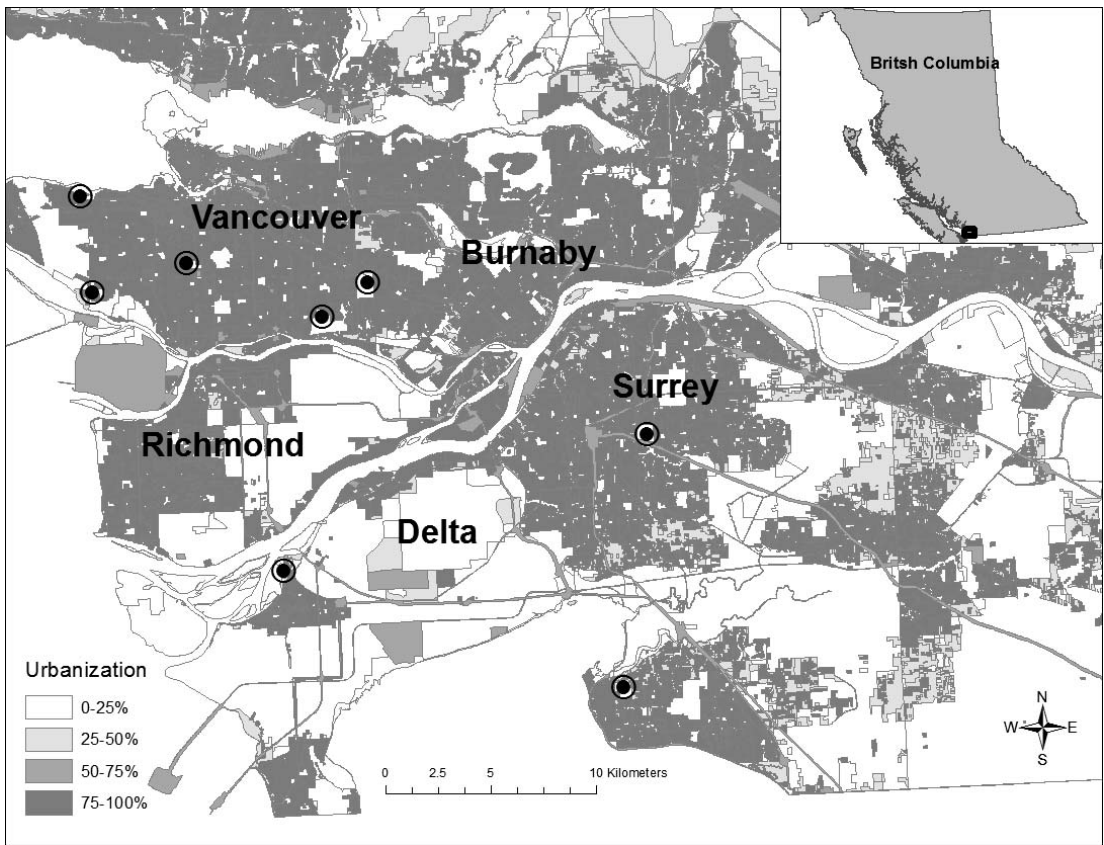 Britsh Columbia
Vancouver
Burnaby
Surrey
Richmond
Delta
Urbanization
0-25%
25-50%
50-75%
75-100%
0 2.5 5 10 Kilometers
N
W E
S